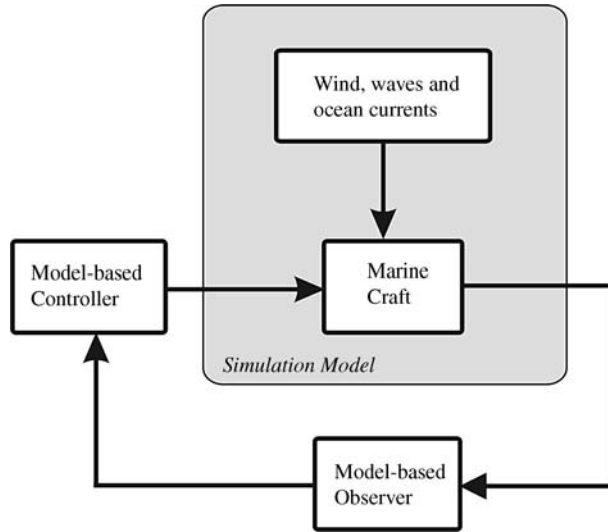 Wind, waves and
ocean currents
Model-based
Controller
Marine
Craft
Simulation Model
Model-based
Observer